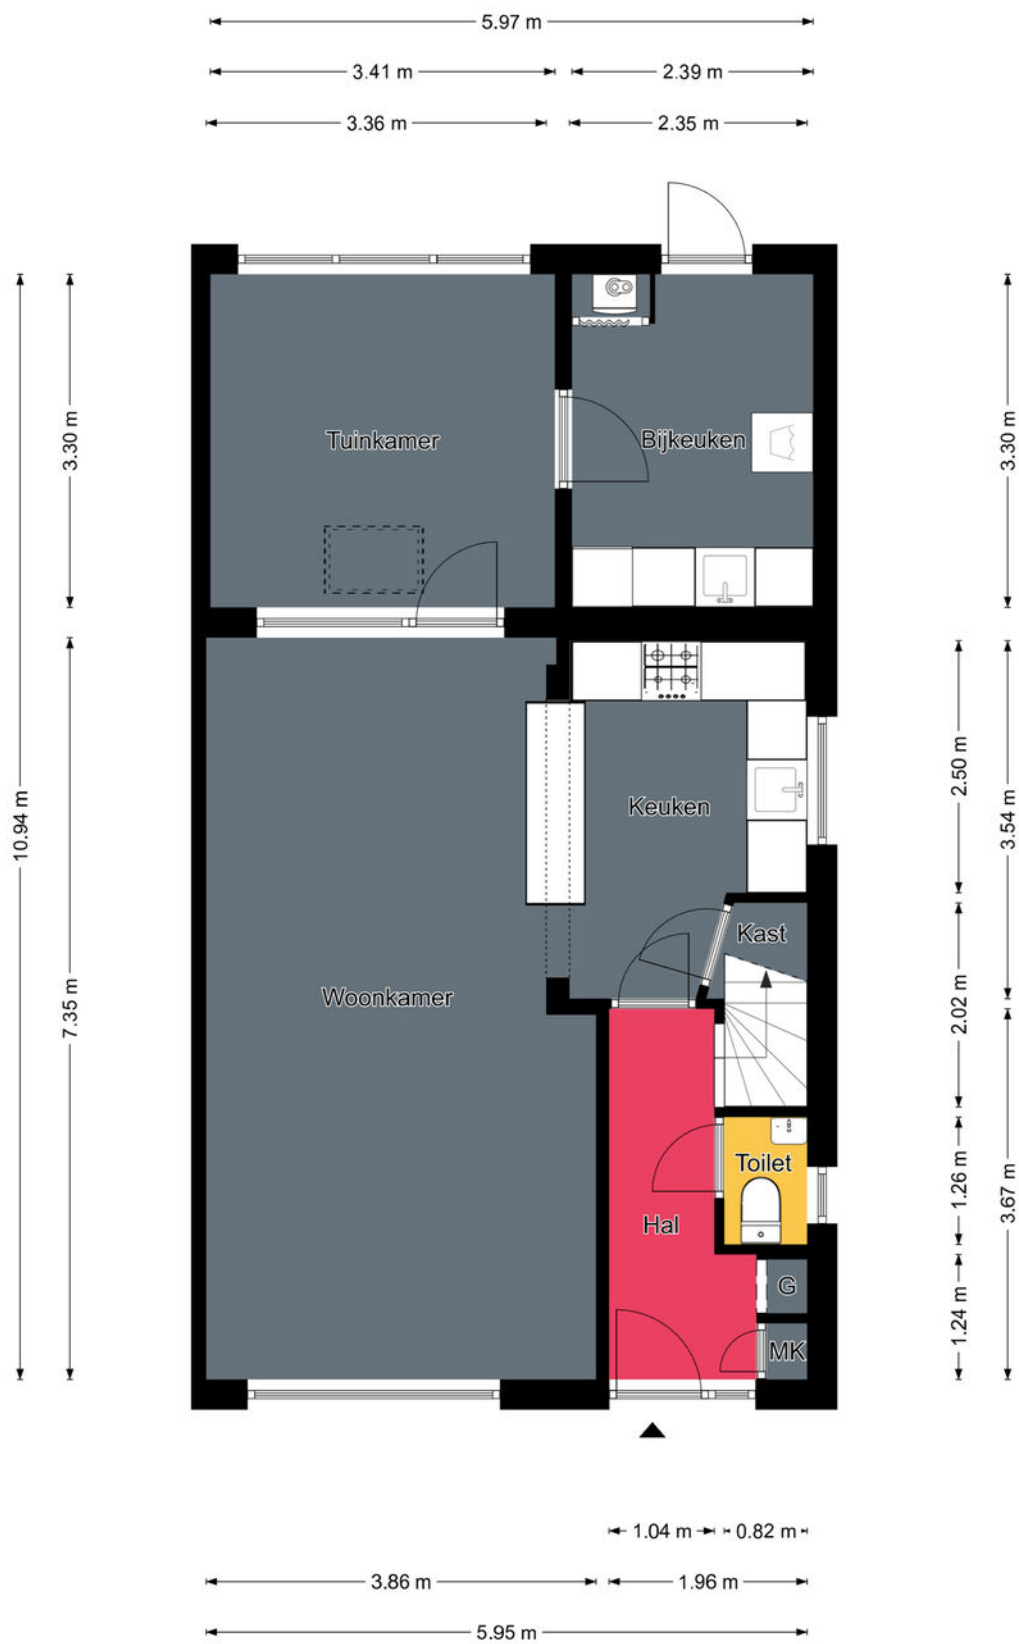 5.97 m
3.41 m
2.39 m
3.36 m
2.35 m
Tuinkamer
Bijkeuken
3.30 m
3.30 m
10.94 m
7.35 m
Keuken
2.50 m
3.54 m
Kast
Woonkamer
2.02 m
Toilet
1.26 m
3.67 m
Hal
G
1.24 m
MK
1.04 m
0.82 m
3.86 m
1.96 m
5.95 m